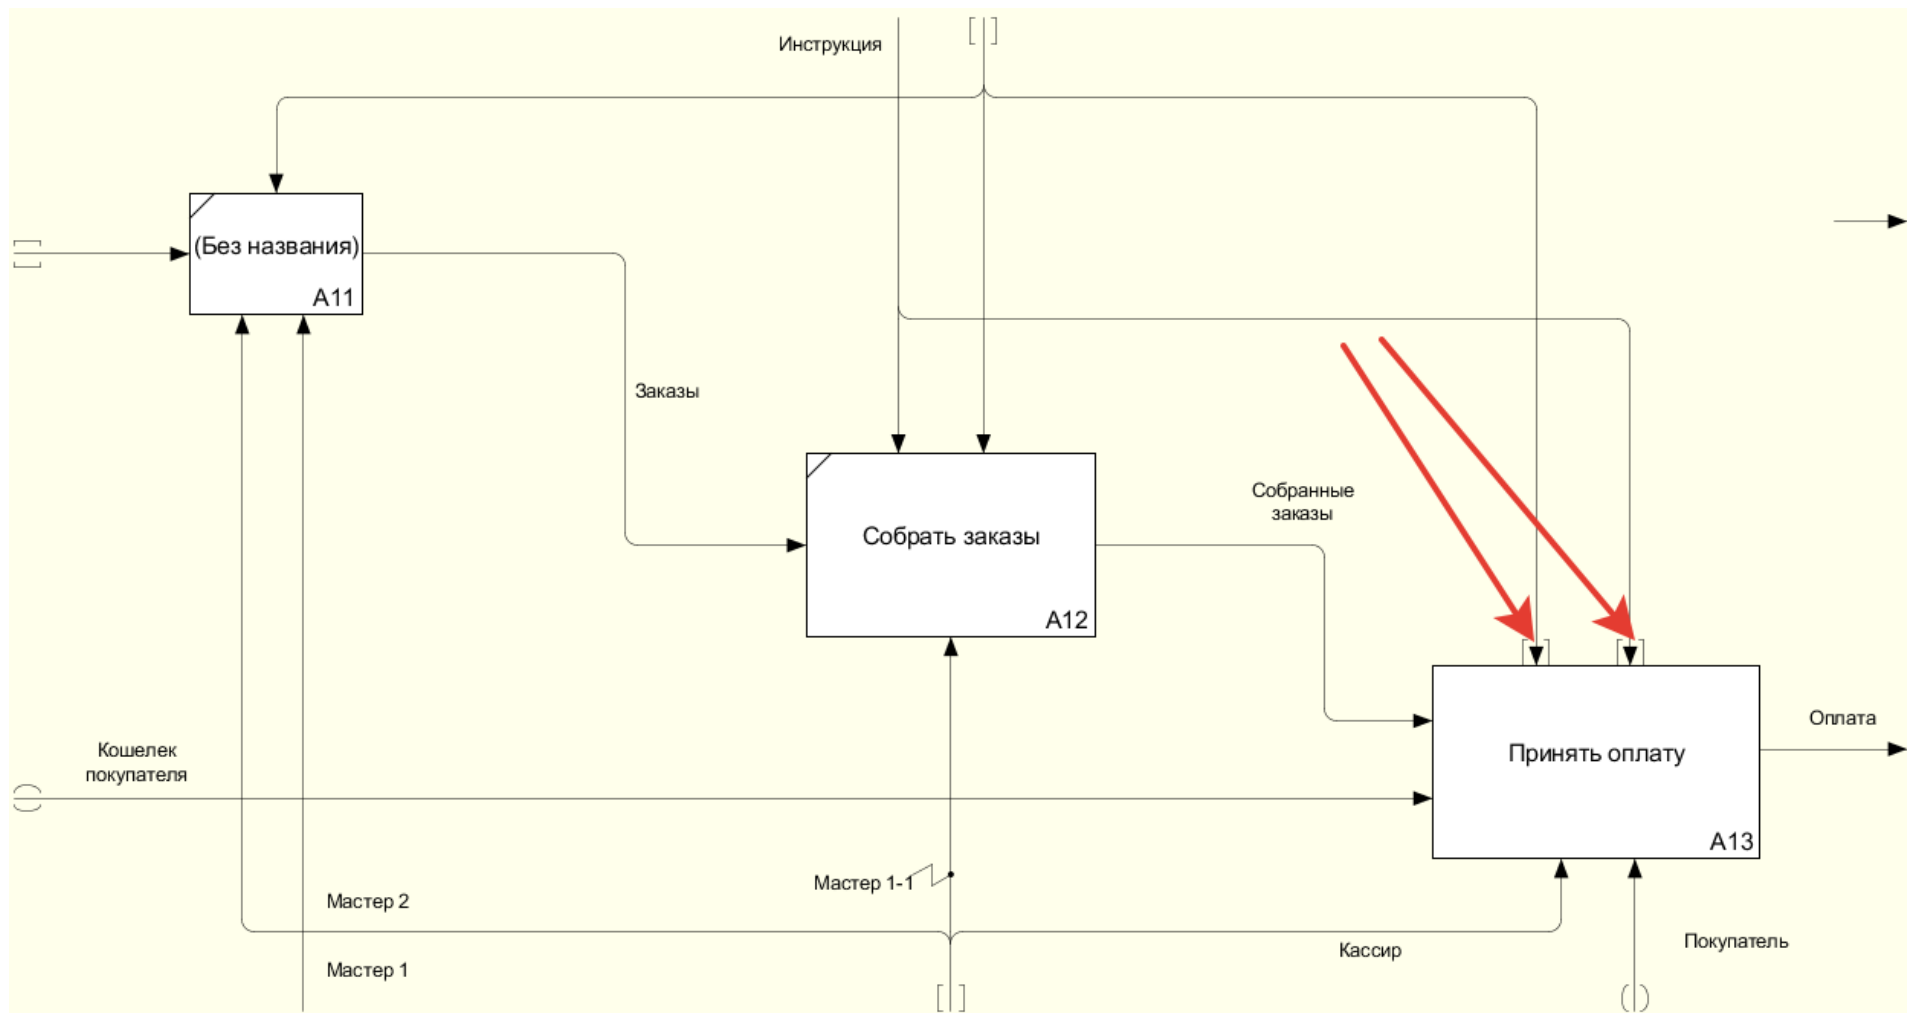 Инструкция
(Без названия)
A11
Заказы
Собрать заказы
A12
Собранные
заказы
Принять оплату
A13
Оплата
Кошелек
покупателя
Мастер 1-1
Мастер 2
Мастер 1
Кассир
Покупатель